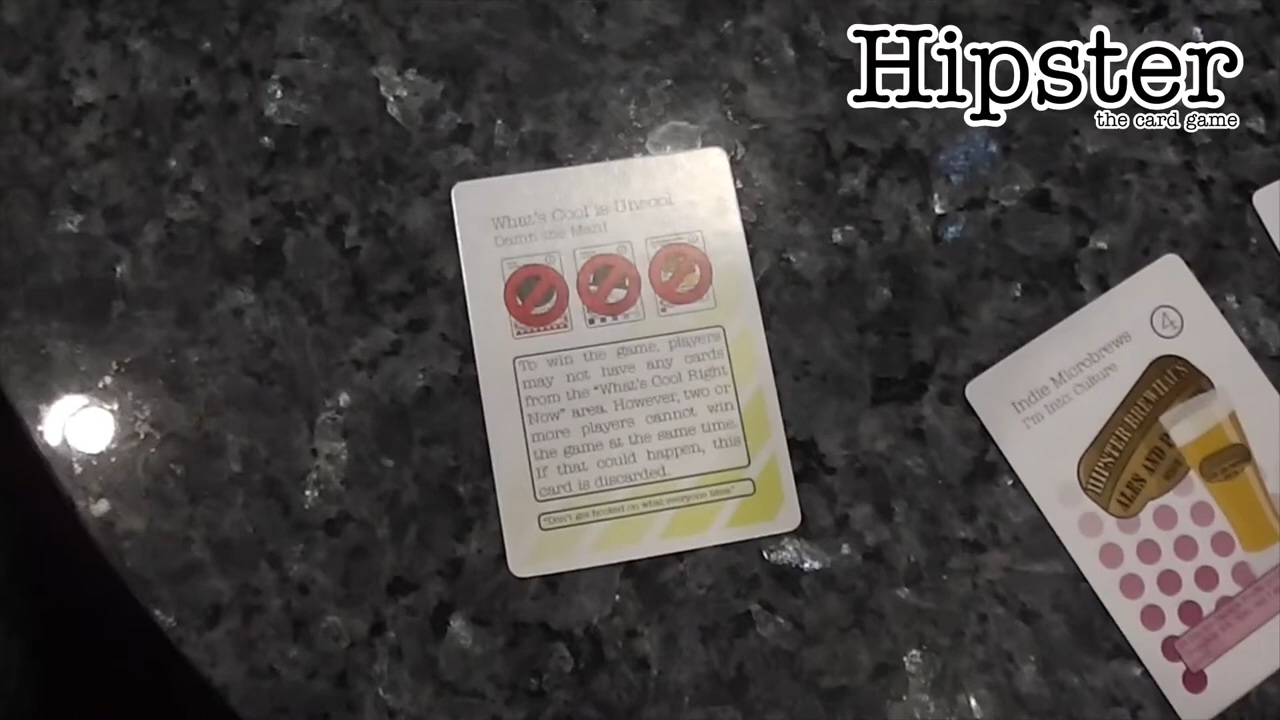 Hipster
the card game
What's Cool is Uncool
Damn the Man!
To win the game, players
may not have any cards
from the "What's Cool Right
Now" area. However, two or
more players cannot win
the game at the same time.
If that could happen, this
card is discarded.
"Don't get hooked on what everyone
Indie Microbrews
I'm Into: Culture
HIPSTER BREWHAUS
ALES AND